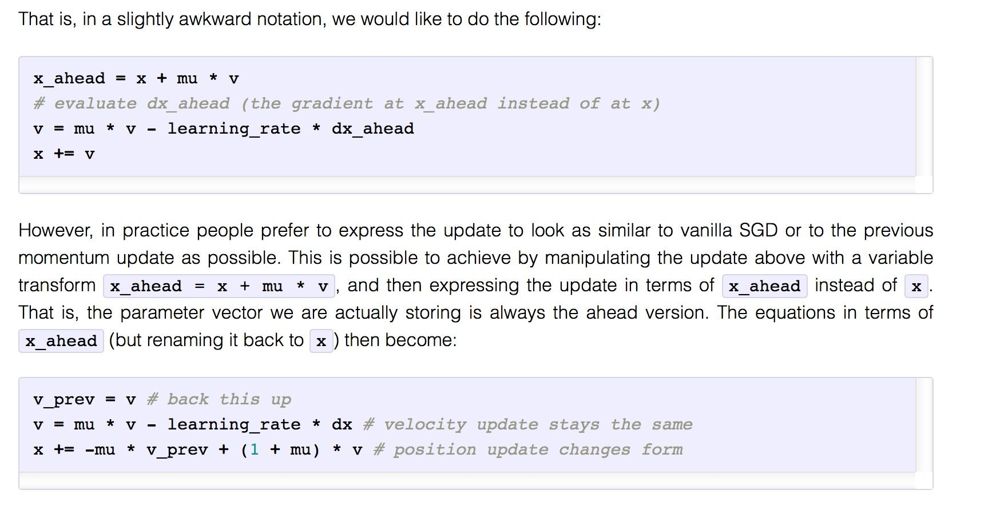 That is, in a slightly awkward notation, we would like to do the following:
x_ahead = x + mu * v
# evaluate dx_ahead (the gradient at x_ahead instead of at x)
v = mu * v - learning_rate * dx_ahead
x += v
However, in practice people prefer to express the update to look as similar to vanilla SGD or to the previous
momentum update as possible. This is possible to achieve by manipulating the update above with a variable
transform x_ahead = x + mu * v, and then expressing the update in terms of x_ahead instead of x.
That is, the parameter vector we are actually storing is always the ahead version. The equations in terms of
x_ahead (but renaming it back to x) then become:
v_prev = v # back this up
v = mu * v - learning_rate * dx # velocity update stays the same
x += -mu * v_prev + (1 + mu) * v # position update changes form